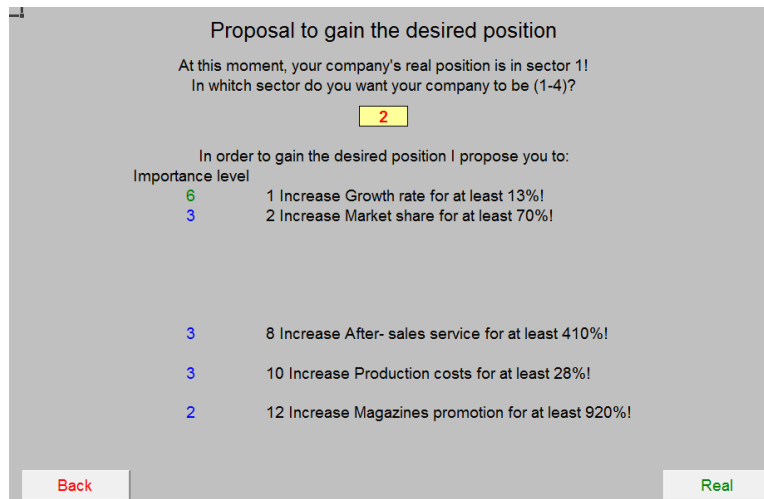 Proposal to gain the desired position
At this moment, your company's real position is in sector 1!
In whitch sector do you want your company to be (1-4)?
2
In order to gain the desired position I propose you to:
Importance level
6 1 Increase Growth rate for at least 13%!
3 2 Increase Market share for at least 70%!
3 8 Increase After- sales service for at least 410%!
3 10 Increase Production costs for at least 28%!
2 12 Increase Magazines promotion for at least 920%!
Back Real